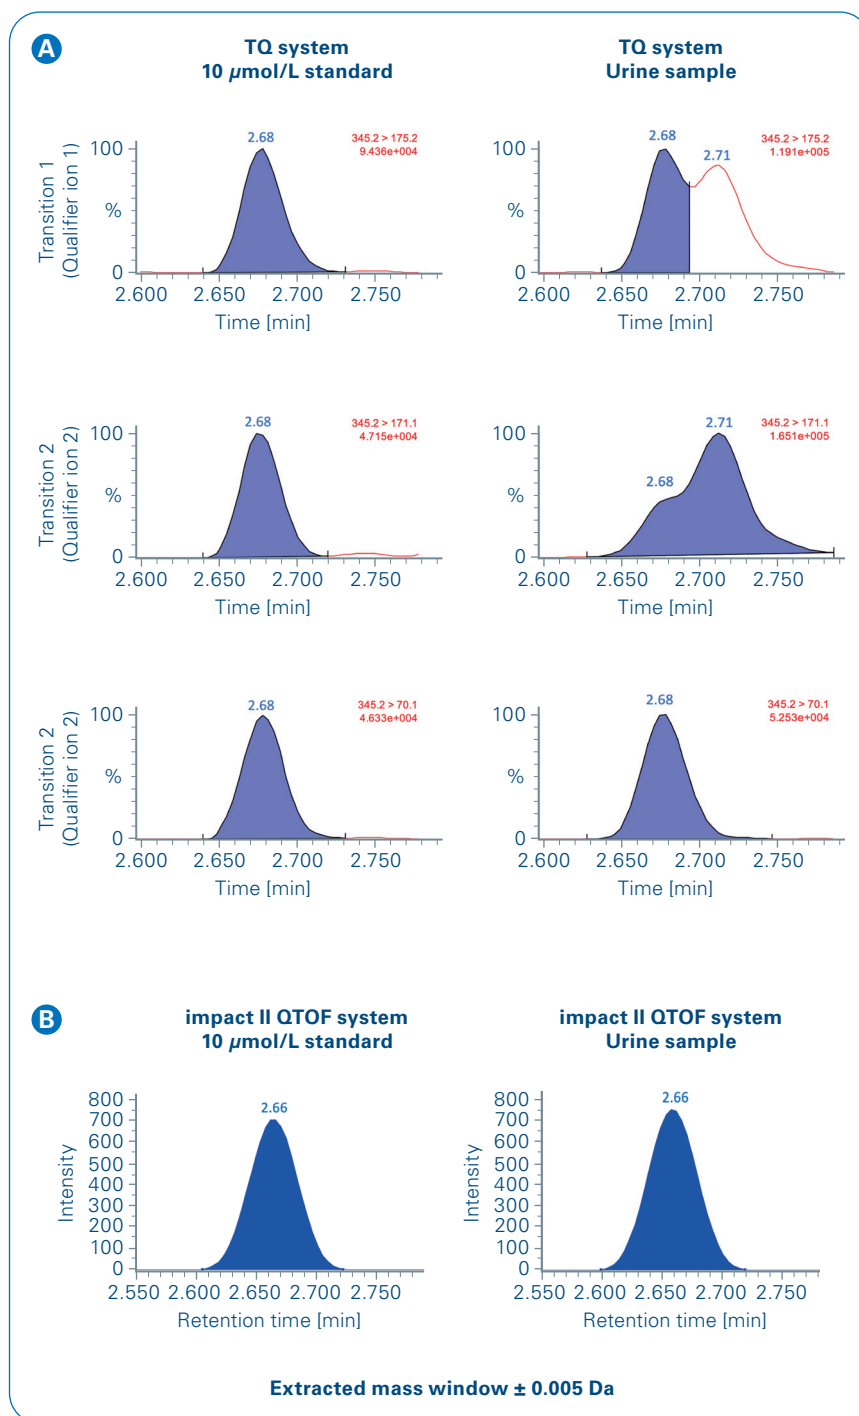 A
TQ system
10 µmol/L standard
TQ system
Urine sample
Transition 1
(Qualifier ion 1)
100
%
0
2.68
345.2 > 175.2
9.436e+004
2.600 2.650 2.700 2.750
Time [min]
100
%
0
2.68
2.71
345.2 > 175.2
1.191e+005
2.600 2.650 2.700 2.750
Time [min]
Transition 2
(Qualifier ion 2)
100
%
0
2.68
345.2 > 171.1
4.715e+004
2.600 2.650 2.700 2.750
Time [min]
100
%
0
2.68
2.71
345.2 > 171.1
1.651e+005
2.600 2.650 2.700 2.750
Time [min]
Transition 2
(Qualifier ion 2)
100
%
0
2.68
345.2 > 70.1
4.633e+004
2.600 2.650 2.700 2.750
Time [min]
100
%
0
2.68
345.2 > 70.1
5.253e+004
2.600 2.650 2.700 2.750
Time [min]
B
impact II QTOF system
10 µmol/L standard
impact II QTOF system
Urine sample
Intensity
800
700
600
500
400
300
200
100
0
2.66
2.550 2.600 2.650 2.700 2.750
Retention time [min]
Intensity
800
700
600
500
400
300
200
100
0
2.66
2.550 2.600 2.650 2.700 2.750
Retention time [min]
Extracted mass window ± 0.005 Da